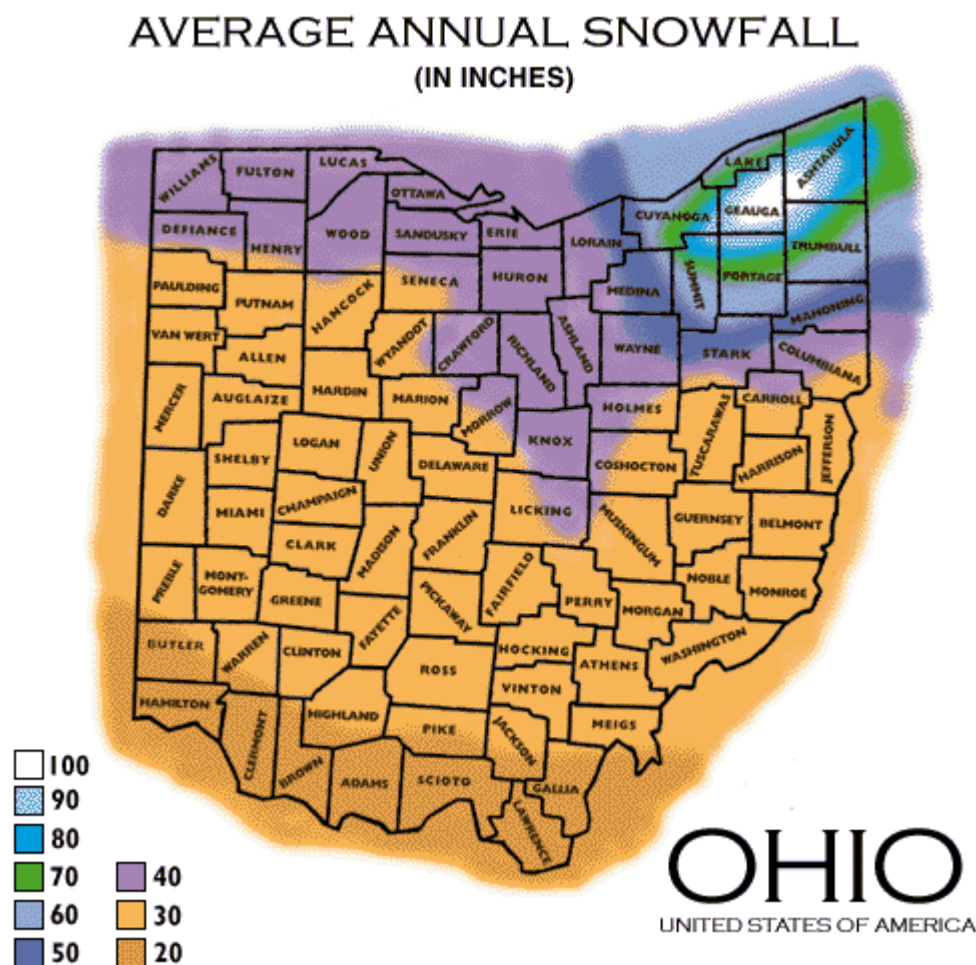 AVERAGE ANNUAL SNOWFALL
(IN INCHES)
WILLIAMS
FULTON
LUCAS
OTTAWA
LAKE
ASHTABULA
GEAUGA
CUYAHOGA
DEFIANCE
HENRY
WOOD
SANDUSKY
ERIE
LORAIN
TRUMBULL
PAULDING
PUTNAM
HANCOCK
SENECA
HURON
MEDINA
SUMMIT
PORTAGE
MAHONING
VAN WERT
ALLEN
WYANDOT
CRAWFORD
RICHLAND
ASHLAND
WAYNE
STARK
COLUMBIANA
MERCER
AUGLAIZE
HARDIN
MARION
MORROW
HOLMES
TUSCARAWAS
CARROLL
JEFFERSON
LOGAN
UNION
DELAWARE
KNOX
COSHOCTON
HARRISON
DARKE
SHELBY
CHAMPAIGN
MIAMI
LICKING
MUSKINGUM
GUERNSEY
BELMONT
CLARK
MADISON
FRANKLIN
PREBLE
MONT-
GOMERY
GREENE
PICKAWAY
FAIRFIELD
PERRY
MORGAN
NOBLE
MONROE
BUTLER
WARREN
CLINTON
FAYETTE
ROSS
HOCKING
ATHENS
WASHINGTON
VINTON
HAMILTON
CLERMONT
HIGHLAND
PIKE
JACKSON
MEIGS
BROWN
ADAMS
SCIOTO
GALLIA
LAWRENCE
100
90
80
70
60
50
40
30
20
OHIO
UNITED STATES OF AMERICA